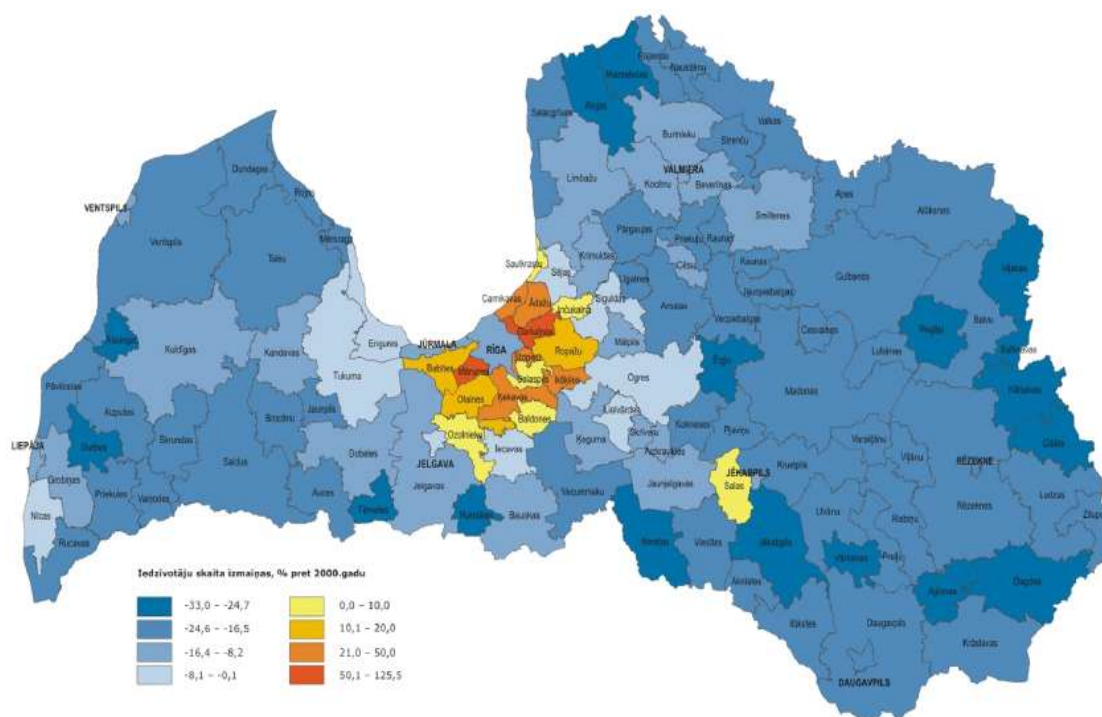 Rūjienas
Mazsalacas
Naukšēnu
Alojas
Salacgrīvas
Valkas
Burtnieku
Strenču
Dundagas
VALMIERA
Limbažu
Kocēnu
Beverīnas
Rojas
Apes
VENTSPILS
Smiltenes
Alūksnes
Mērsraga
Pārgaujas
Priekuļu
Raunas
Ventspils
Talsu
Krimuldas
Saulkrastu
Sējas
Cēsu
Viļakas
Līgatnes
Gulbenes
Siguldas
Jaunpiebalgas
Carnikavas
Ādažu
Inčukalna
Amatas
Vecpiebalgas
Garkalnes
Cesvaines
Rugāju
Balvu
Engures
JŪRMALA
RĪGA
Mālpils
Alsungas
Kuldīgas
Kandavas
Stopiņu
Ropažu
Lubānas
Baltinavas
Babītes
Mārupes
Ērgļu
Tukuma
Salaspils
Ikšķiles
Ogres
Pāvilostas
Olaines
Ķekavas
Madonas
Kārsavas
Aizputes
Brocēnu
Jaunpils
Baldones
Lielvārdes
Ciblas
Durbes
Skrundas
Ozolnieku
Skrīveru
Kokneses
Pļaviņu
Varakļānu
LIEPĀJA
Dobeles
Iecavas
Ķeguma
Viļānu
RĒZEKNE
Saldus
JELGAVA
Aizkraukles
Krustpils
Grobiņas
JĒKABPILS
Ludzas
Priekules
Jelgavas
Jaunjelgavas
Salas
Vaiņodes
Auces
Vecumnieku
Zilupes
Nīcas
Tērvetes
Rundāles
Bauskas
Līvānu
Riebiņu
Rēzeknes
Rucavas
Neretas
Viesītes
Jēkabpils
Vārkavas
Preiļu
Iedzīvotāju skaita izmaiņas, % pret 2000.gadu
Aknīstes
Aglonas
Dagdas
-33,0 – -24,7
0,0 – 10,0
-24,6 – -16,5
10,1 – 20,0
Ilūkstes
Daugavpils
Krāslavas
-16,4 – -8,2
21,0 – 50,0
-8,1 – -0,1
50,1 – 125,5
DAUGAVPILS